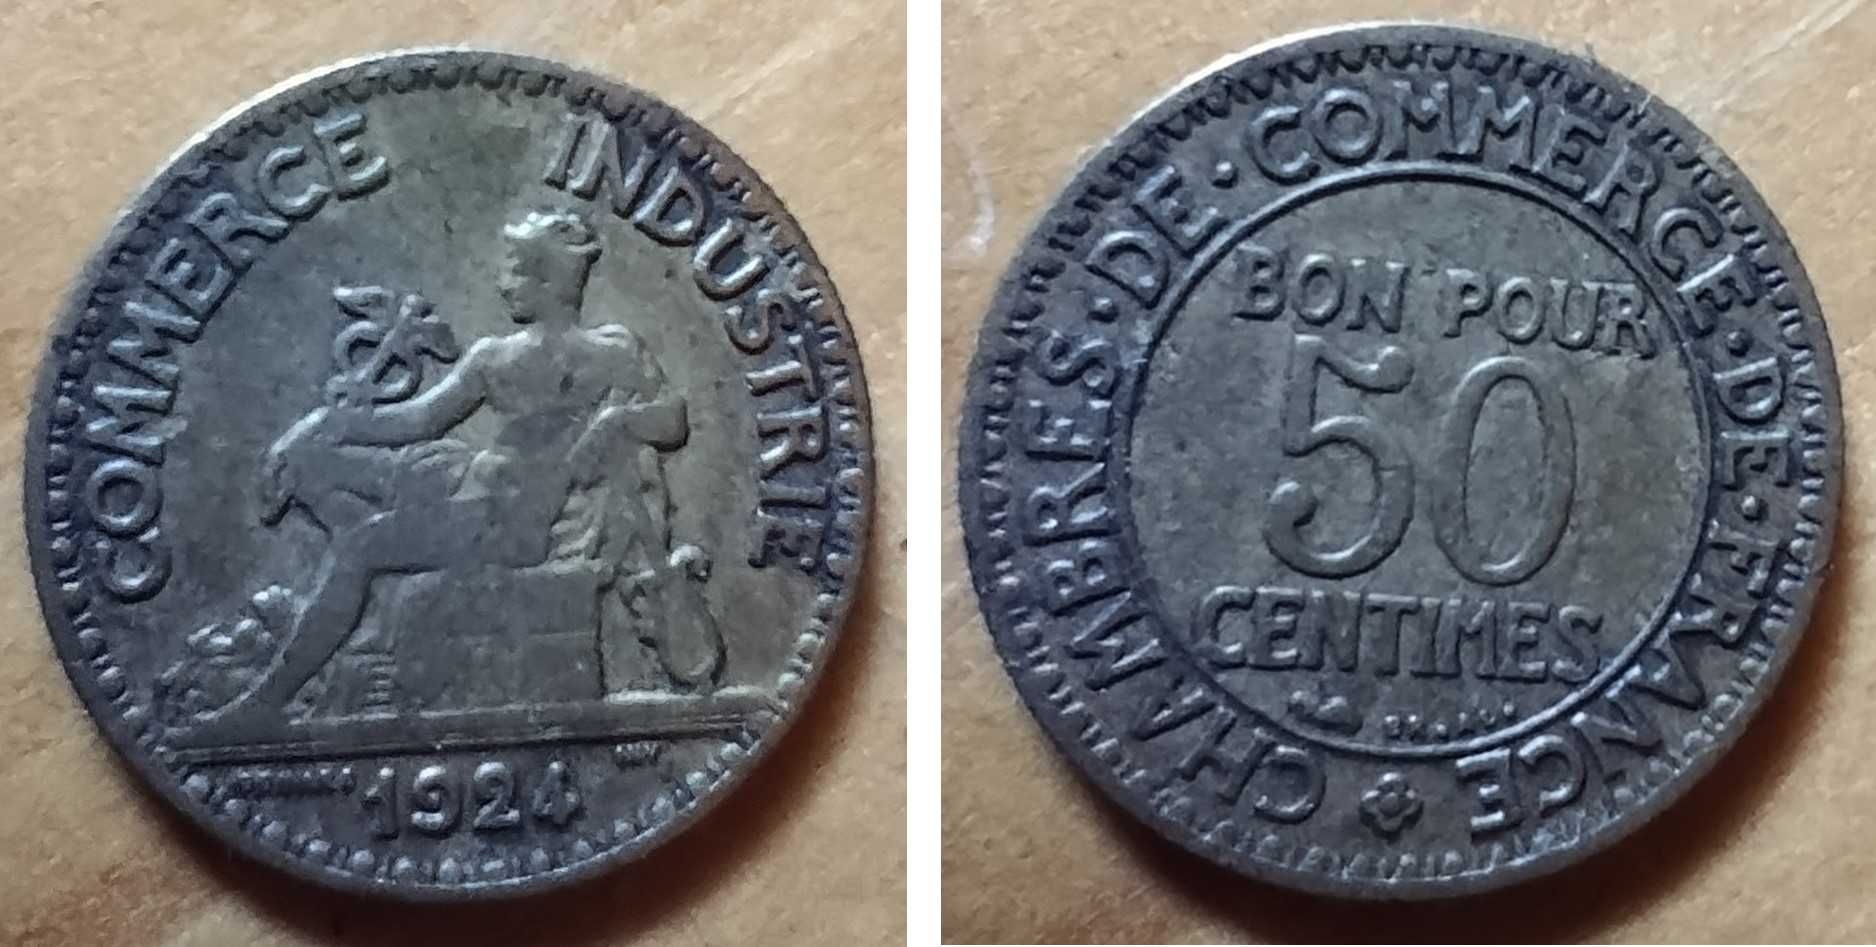 COMMERCE INDUSTRIE
1924
CHAMBRES·DE·COMMERCE·DE·FRANCE
BON POUR
50
CENTIMES